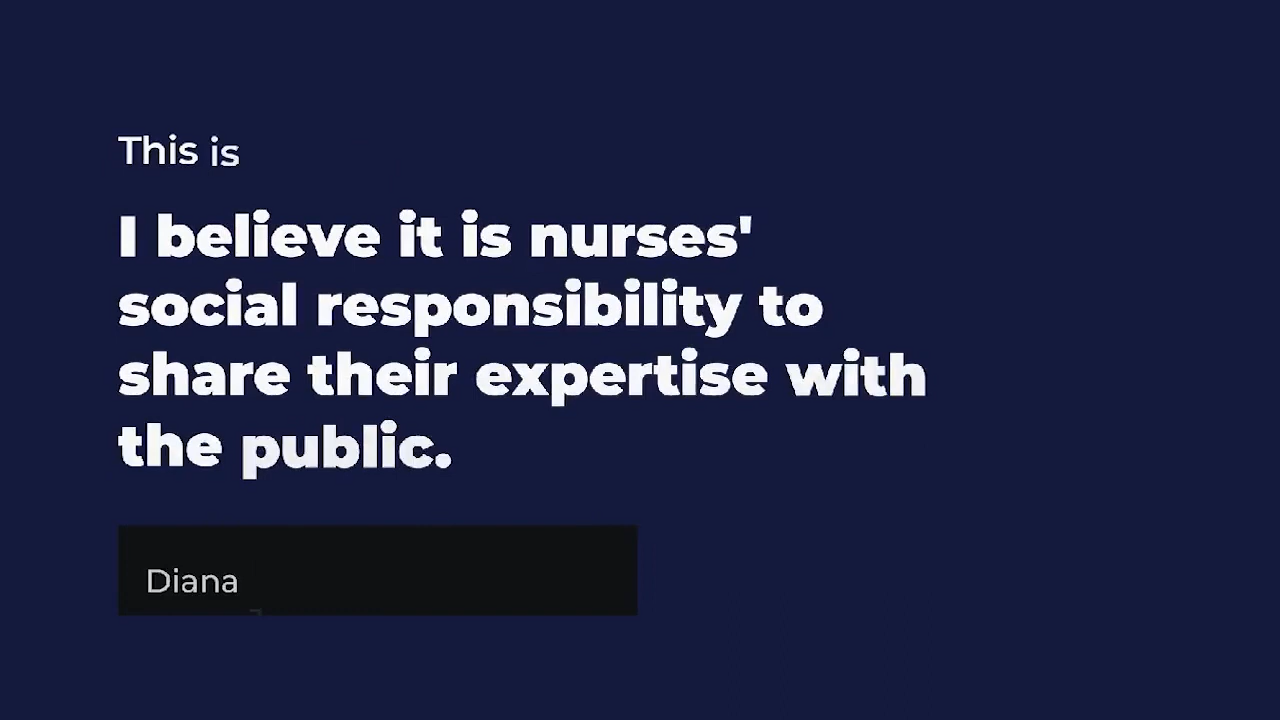 This is
I believe it is nurses'
social responsibility to
share their expertise with
the public.
Diana